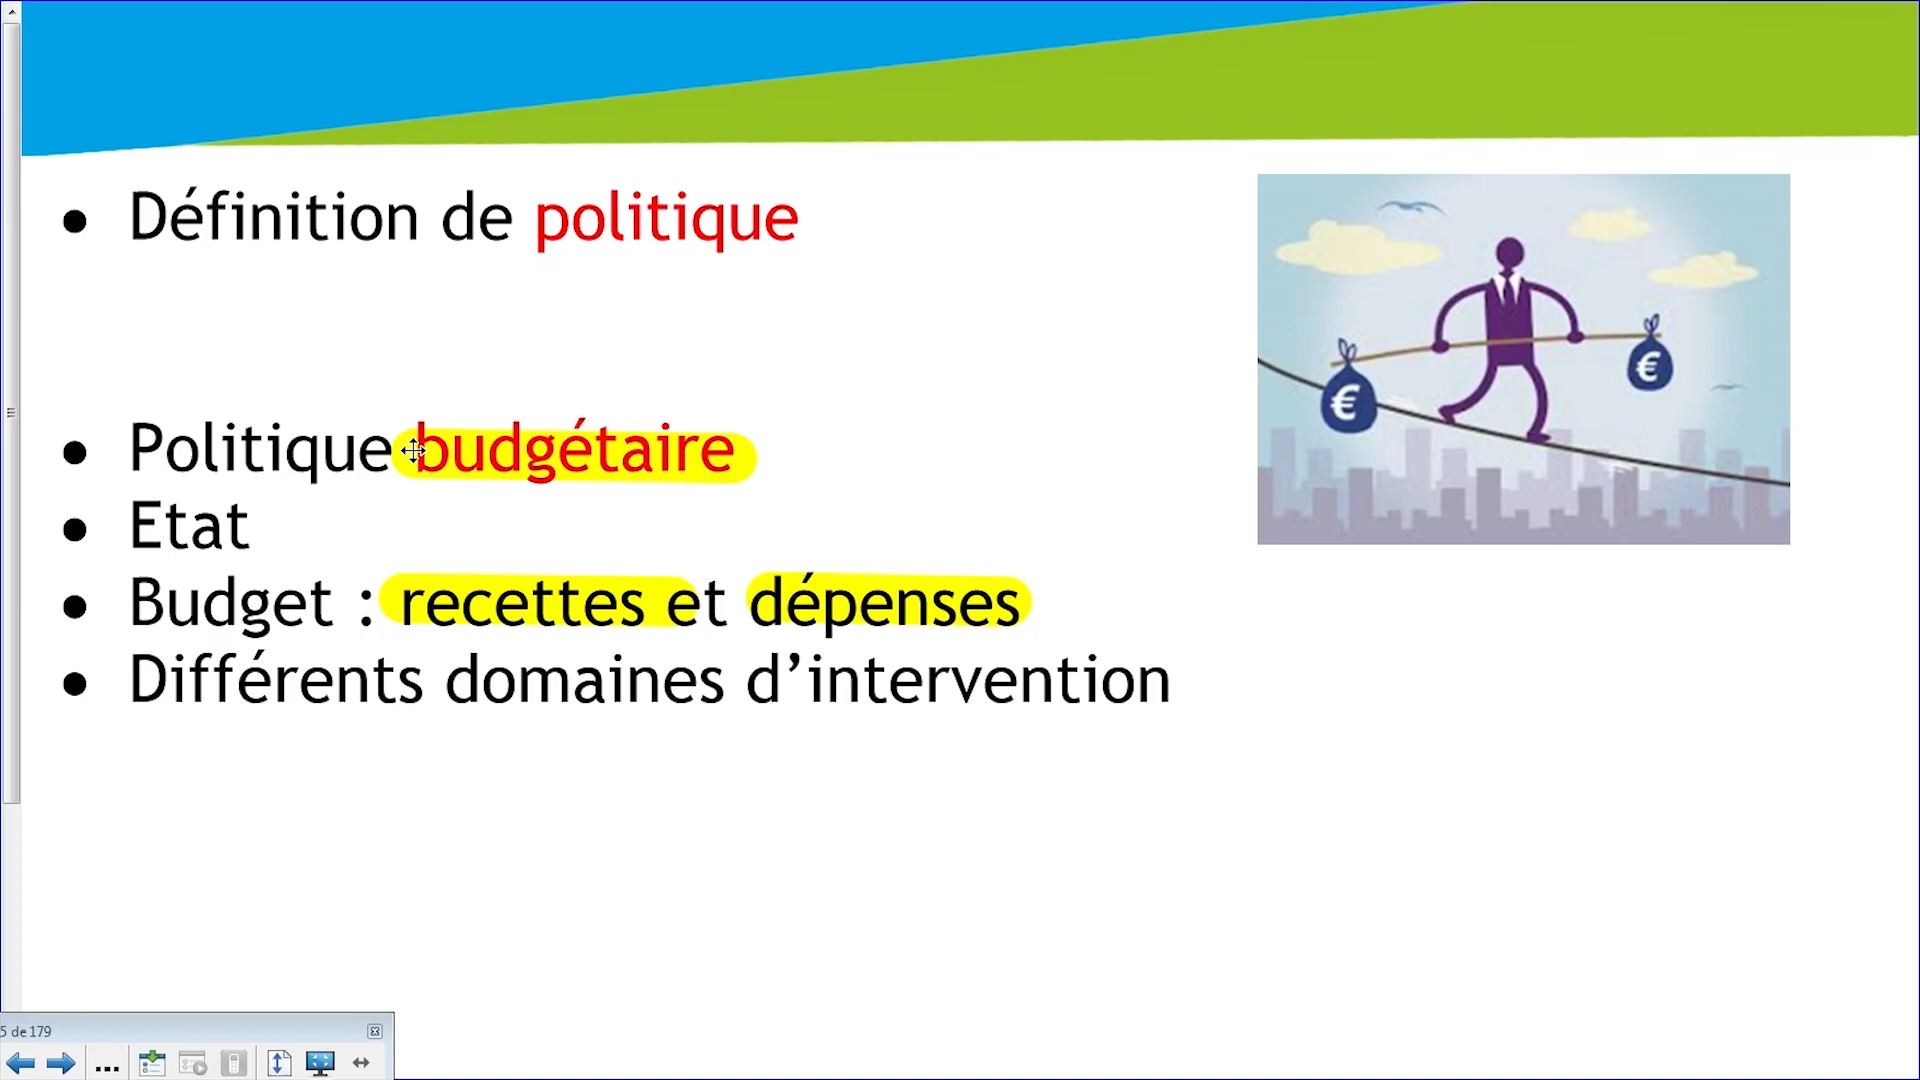 • Définition de politique
• Politique budgétaire
• Etat
• Budget : recettes et dépenses
• Différents domaines d’intervention
€
€
5 de 179
...